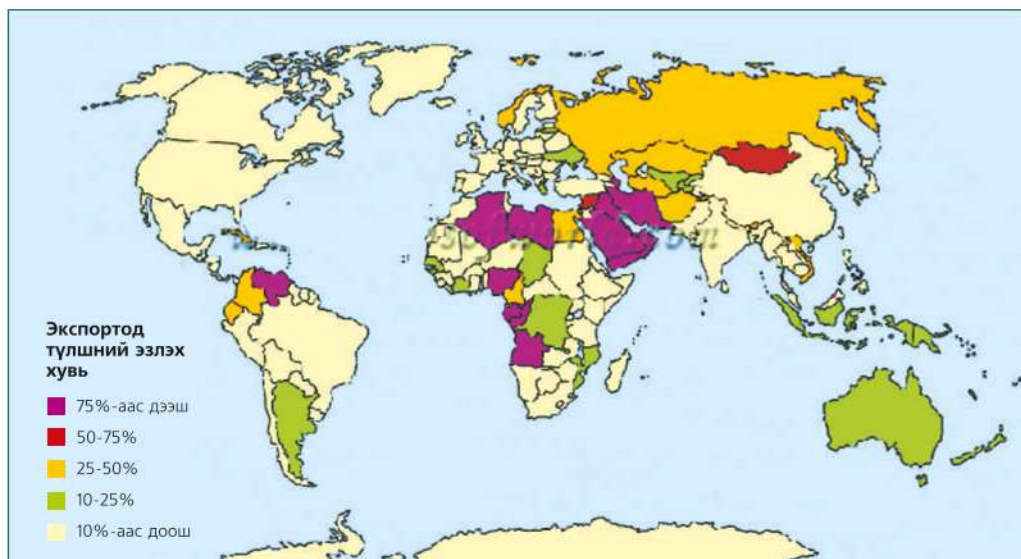 Экспортод
түлшний эзлэх
хувь
75%-аас дээш
50-75%
25-50%
10-25%
10%-аас доош